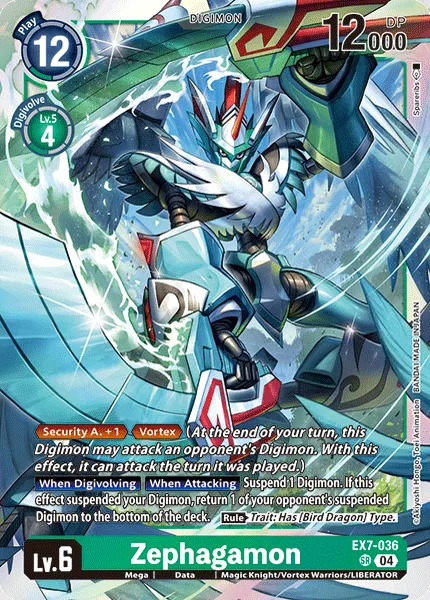 Play
12
DIGIMON
DP
12000
Digivolve
Lv.5
4
Spareribs
©Akiyoshi Hongo, Toei Animation BANDAI MADE IN JAPAN
Security A. +1 Vortex (At the end of your turn, this
Digimon may attack an opponent's Digimon. With this
effect, it can attack the turn it was played.)
When Digivolving When Attacking Suspend 1 Digimon. If this
effect suspended your Digimon, return 1 of your opponent's suspended
Digimon to the bottom of the deck. Rule Trait: Has [Bird Dragon] Type.
Lv.6
Zephagamon
EX7-036
SR 04
Mega Data Magic Knight/Vortex Warriors/LIBERATOR